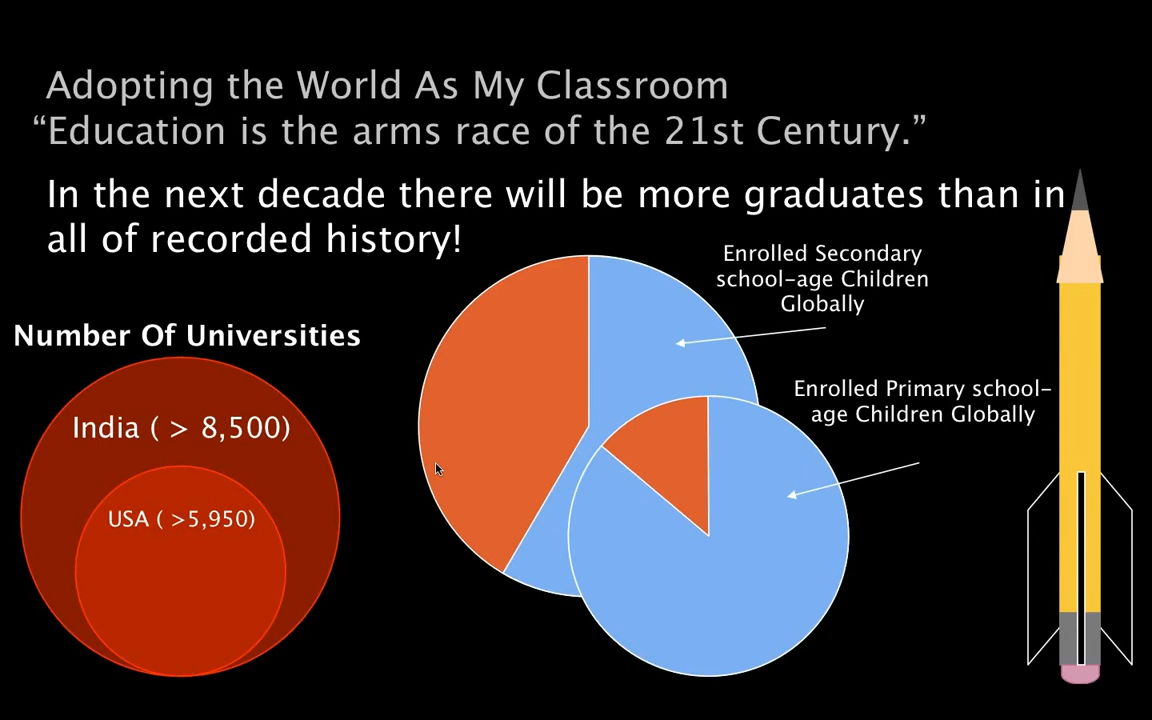 Adopting the World As My Classroom
“Education is the arms race of the 21st Century.”
In the next decade there will be more graduates than in
all of recorded history!
Enrolled Secondary
school-age Children
Globally
Number Of Universities
Enrolled Primary school-
age Children Globally
India ( > 8,500)
USA ( >5,950)